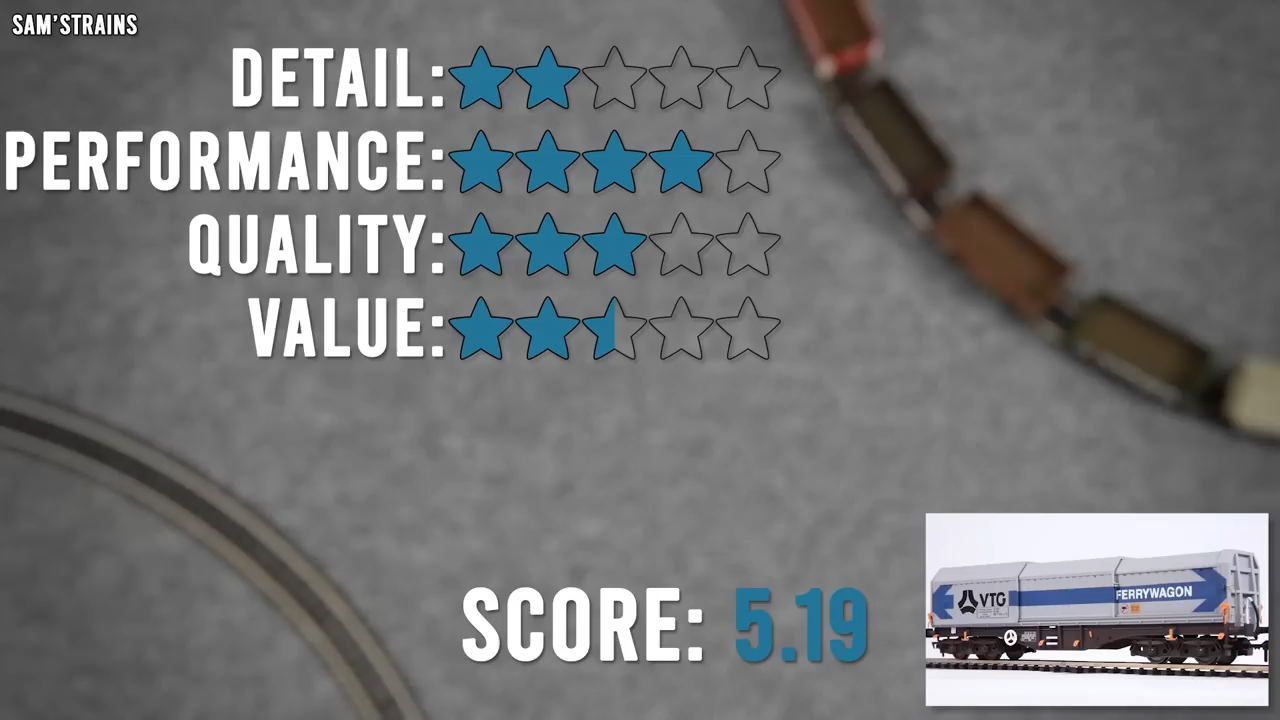 SAM'STRAINS
DETAIL:
PERFORMANCE:
QUALITY:
VALUE:
SCORE: 5.19
VTG
FERRYWAGON